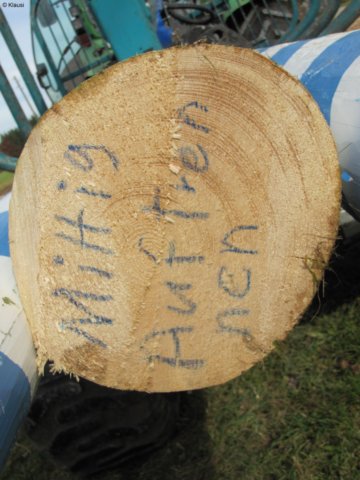 © Klausi
Mittig
Auftren
nen